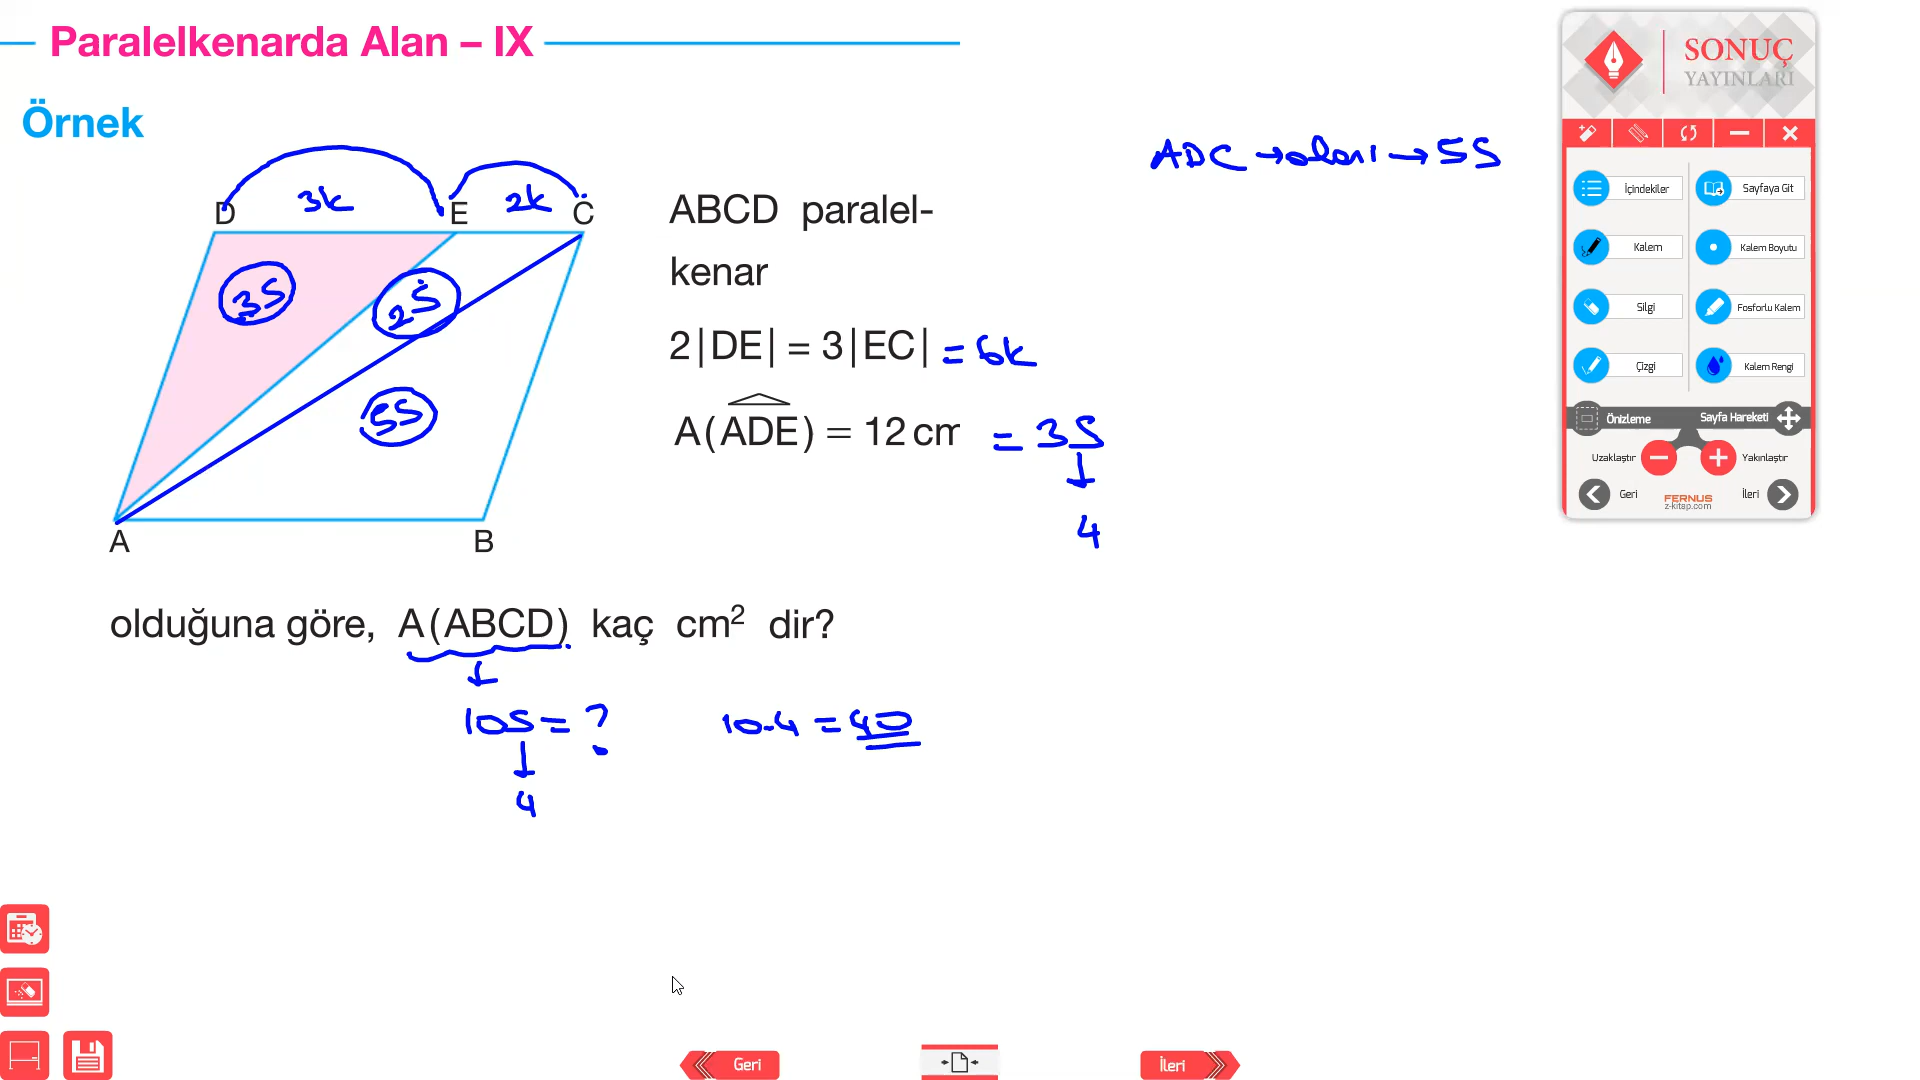 Paralelkenarda Alan – IX
Örnek
3k
2k
D
E
C
3S
2S
5S
A
B
ABCD paralel-
kenar
2|DE| = 3|EC| = 6k
A(ADE) = 12 cm = 3S
4
olduğuna göre, A(ABCD) kaç cm² dir?
10S = ?
4
10.4 = 40
ADC → alanı → 5S
SONUÇ
YAYINLARI
İçindekiler
Sayfaya Git
Kalem
Kalem Boyutu
Silgi
Fosforlu Kalem
Çizgi
Kalem Rengi
Önizleme
Sayfa Hareketi
Uzaklaştır
Yakınlaştır
Geri
FERNUS
z-kitap.com
İleri
Geri
İleri